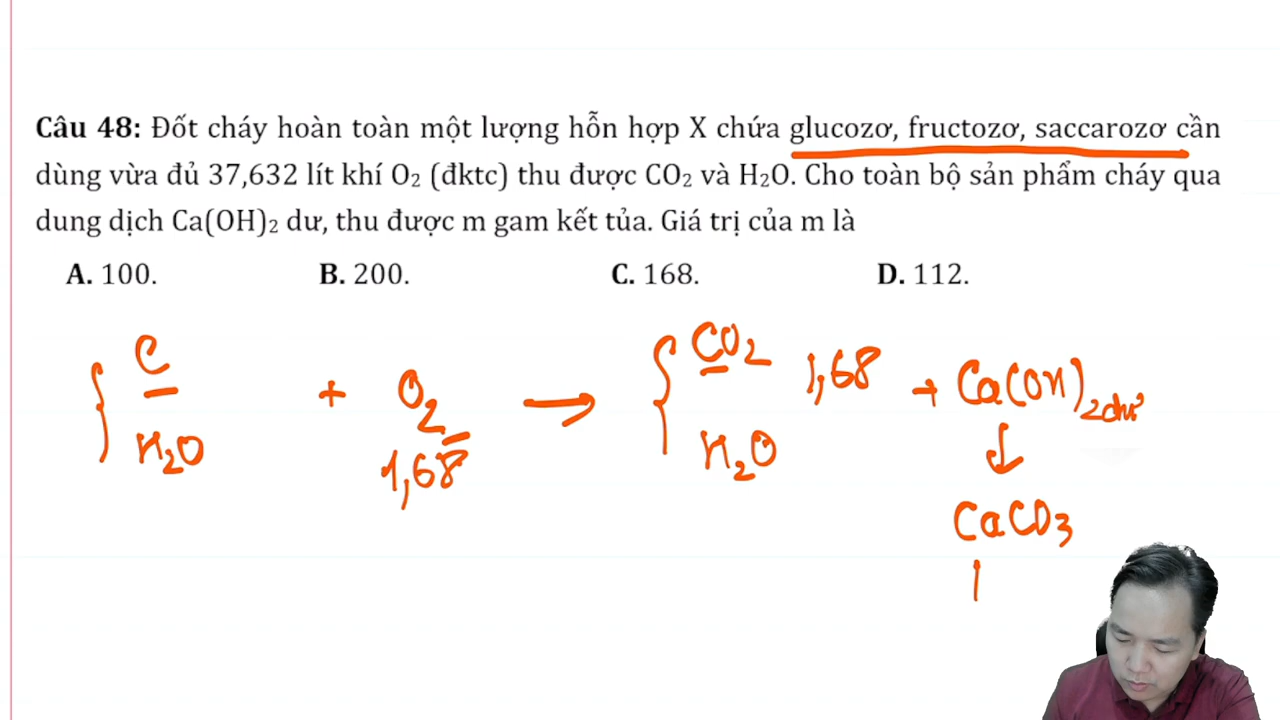 Câu 48: Đốt cháy hoàn toàn một lượng hỗn hợp X chứa glucozơ, fructozơ, saccarozơ cần
dùng vừa đủ 37,632 lít khí O₂ (đktc) thu được CO₂ và H₂O. Cho toàn bộ sản phẩm cháy qua
dung dịch Ca(OH)₂ dư, thu được m gam kết tủa. Giá trị của m là
A. 100. B. 200. C. 168. D. 112.
{ C + O₂ → { CO₂ 1,68 + Ca(OH)₂ dư
H₂O 1,68 H₂O ↓
CaCO₃
1